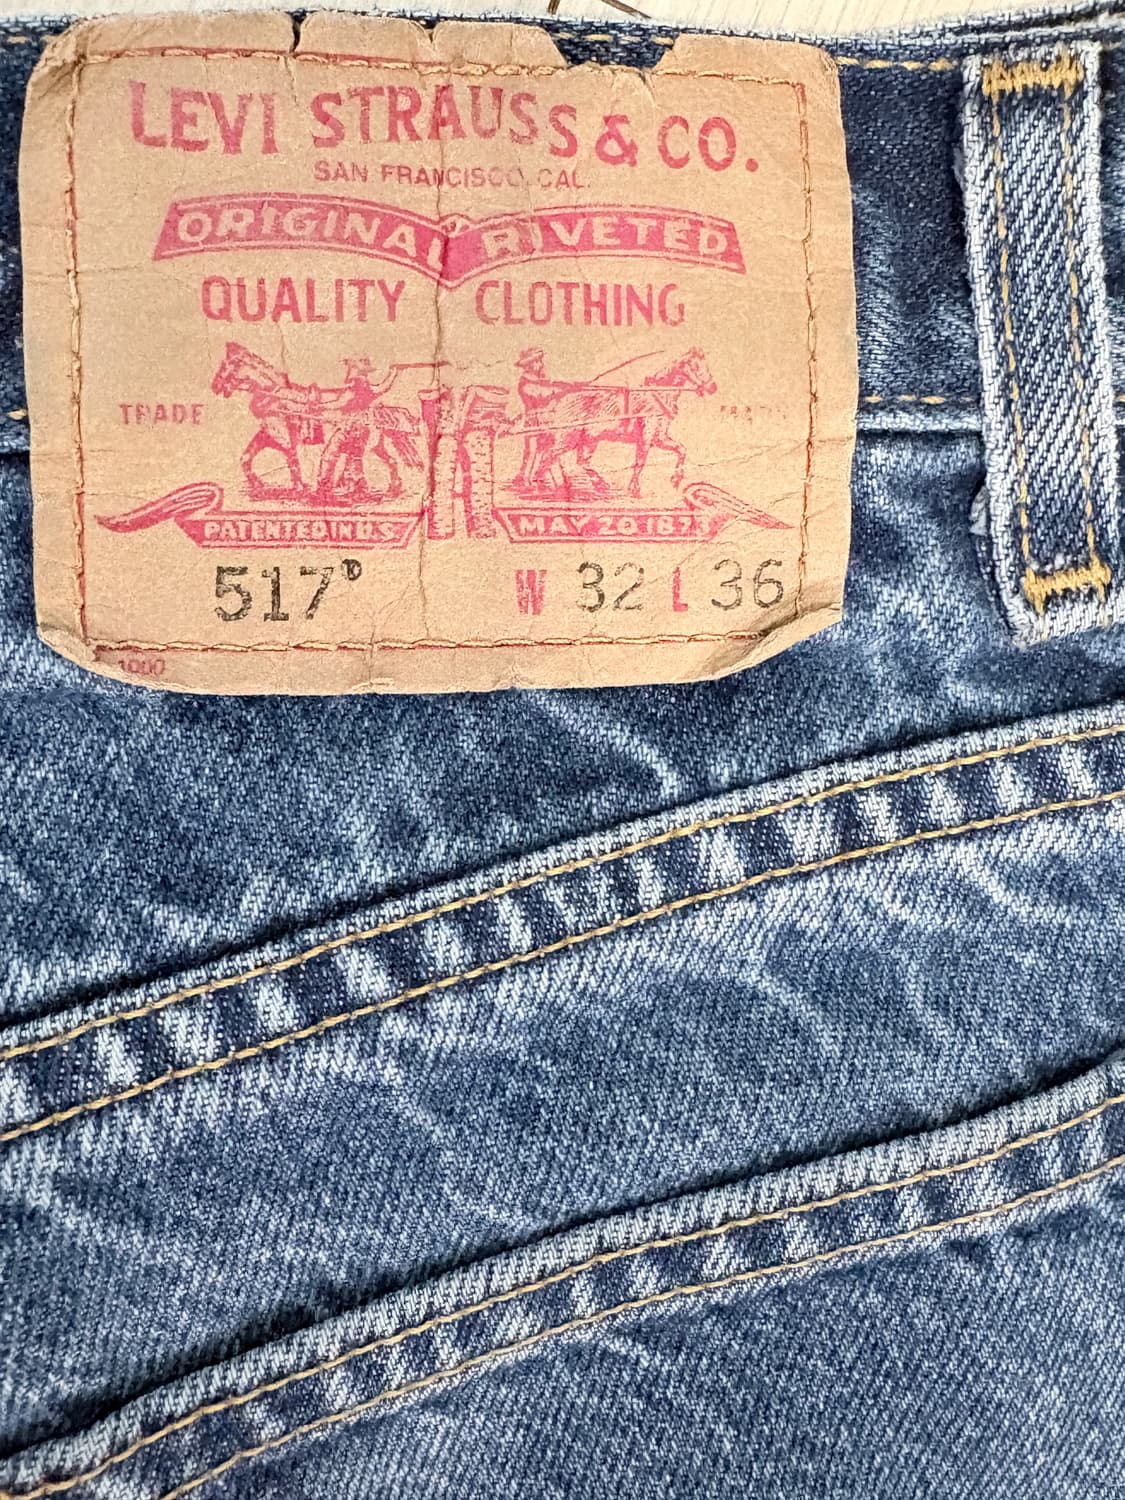 LEVI STRAUSS & CO.
SAN FRANCISCO, CAL.
ORIGINAL RIVETED
QUALITY CLOTHING
TRADE MARK
PATENTED IN U.S. MAY 20 1873
517® W 32 L 36